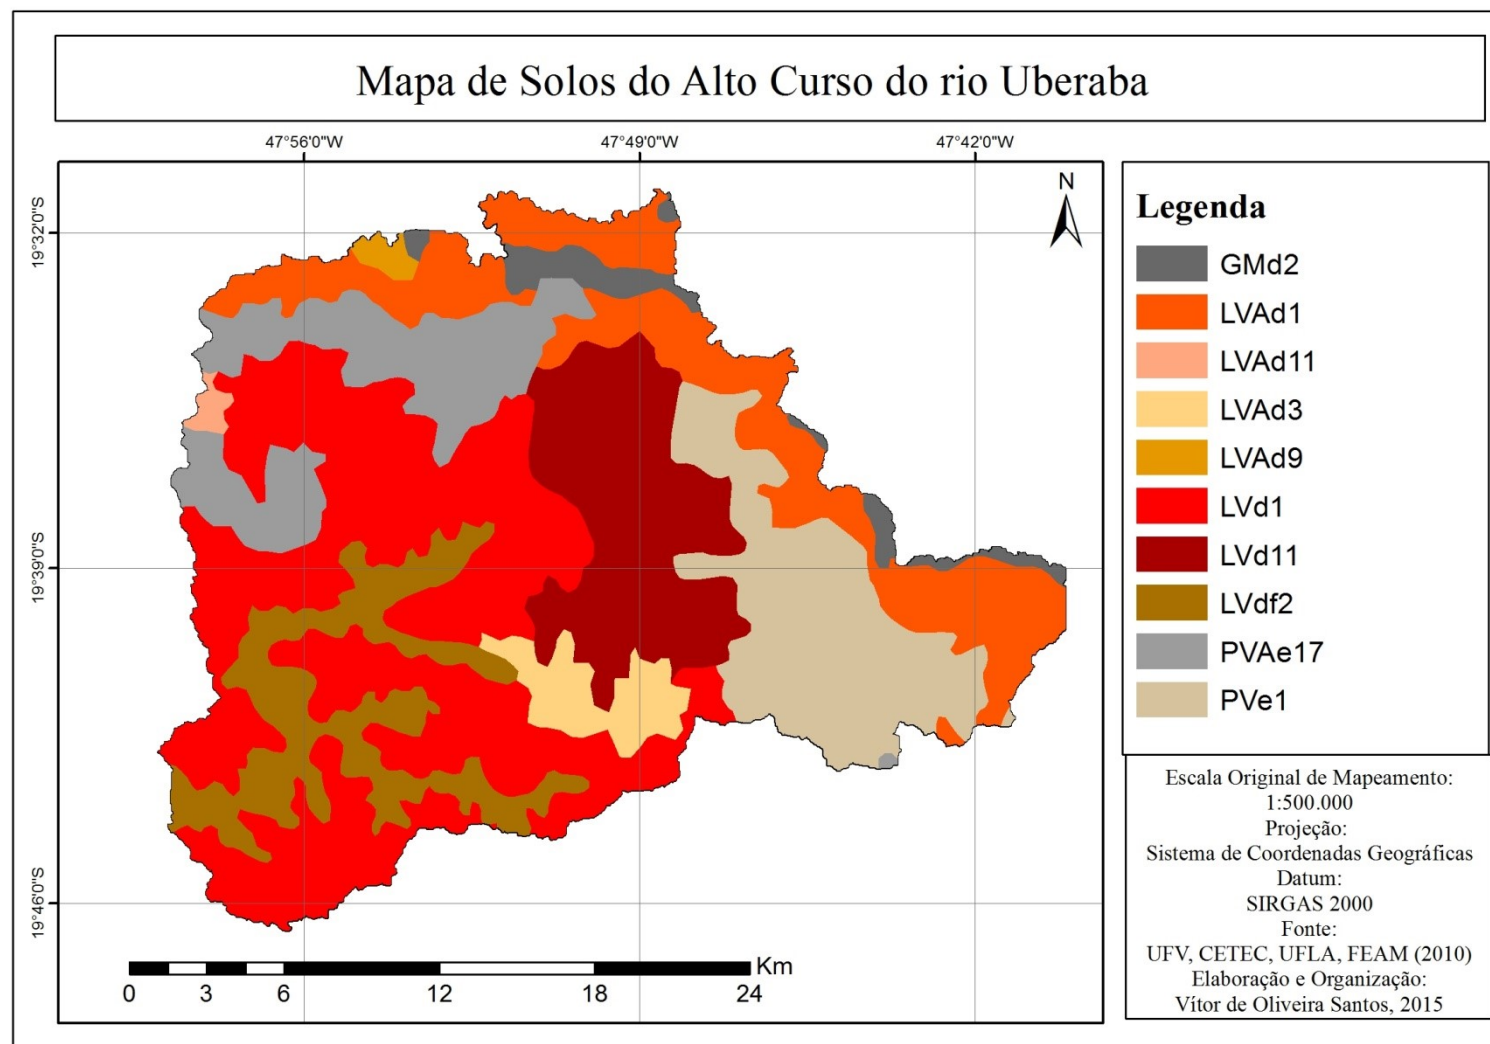 Mapa de Solos do Alto Curso do rio Uberaba
47°56'0"W
47°49'0"W
47°42'0"W
19°32'0"S
19°39'0"S
19°46'0"S
N
Legenda
GMd2
LVAd1
LVAd11
LVAd3
LVAd9
LVd1
LVd11
LVdf2
PVAe17
PVe1
Escala Original de Mapeamento:
1:500.000
Projeção:
Sistema de Coordenadas Geográficas
Datum:
SIRGAS 2000
Fonte:
UFV, CETEC, UFLA, FEAM (2010)
Elaboração e Organização:
Vítor de Oliveira Santos, 2015
Km
0 3 6 12 18 24